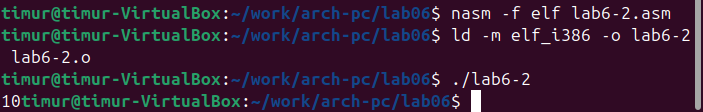 timur@timur-VirtualBox:~/work/arch-pc/lab06$ nasm -f elf lab6-2.asm
timur@timur-VirtualBox:~/work/arch-pc/lab06$ ld -m elf_i386 -o lab6-2
lab6-2.o
timur@timur-VirtualBox:~/work/arch-pc/lab06$ ./lab6-2
10timur@timur-VirtualBox:~/work/arch-pc/lab06$